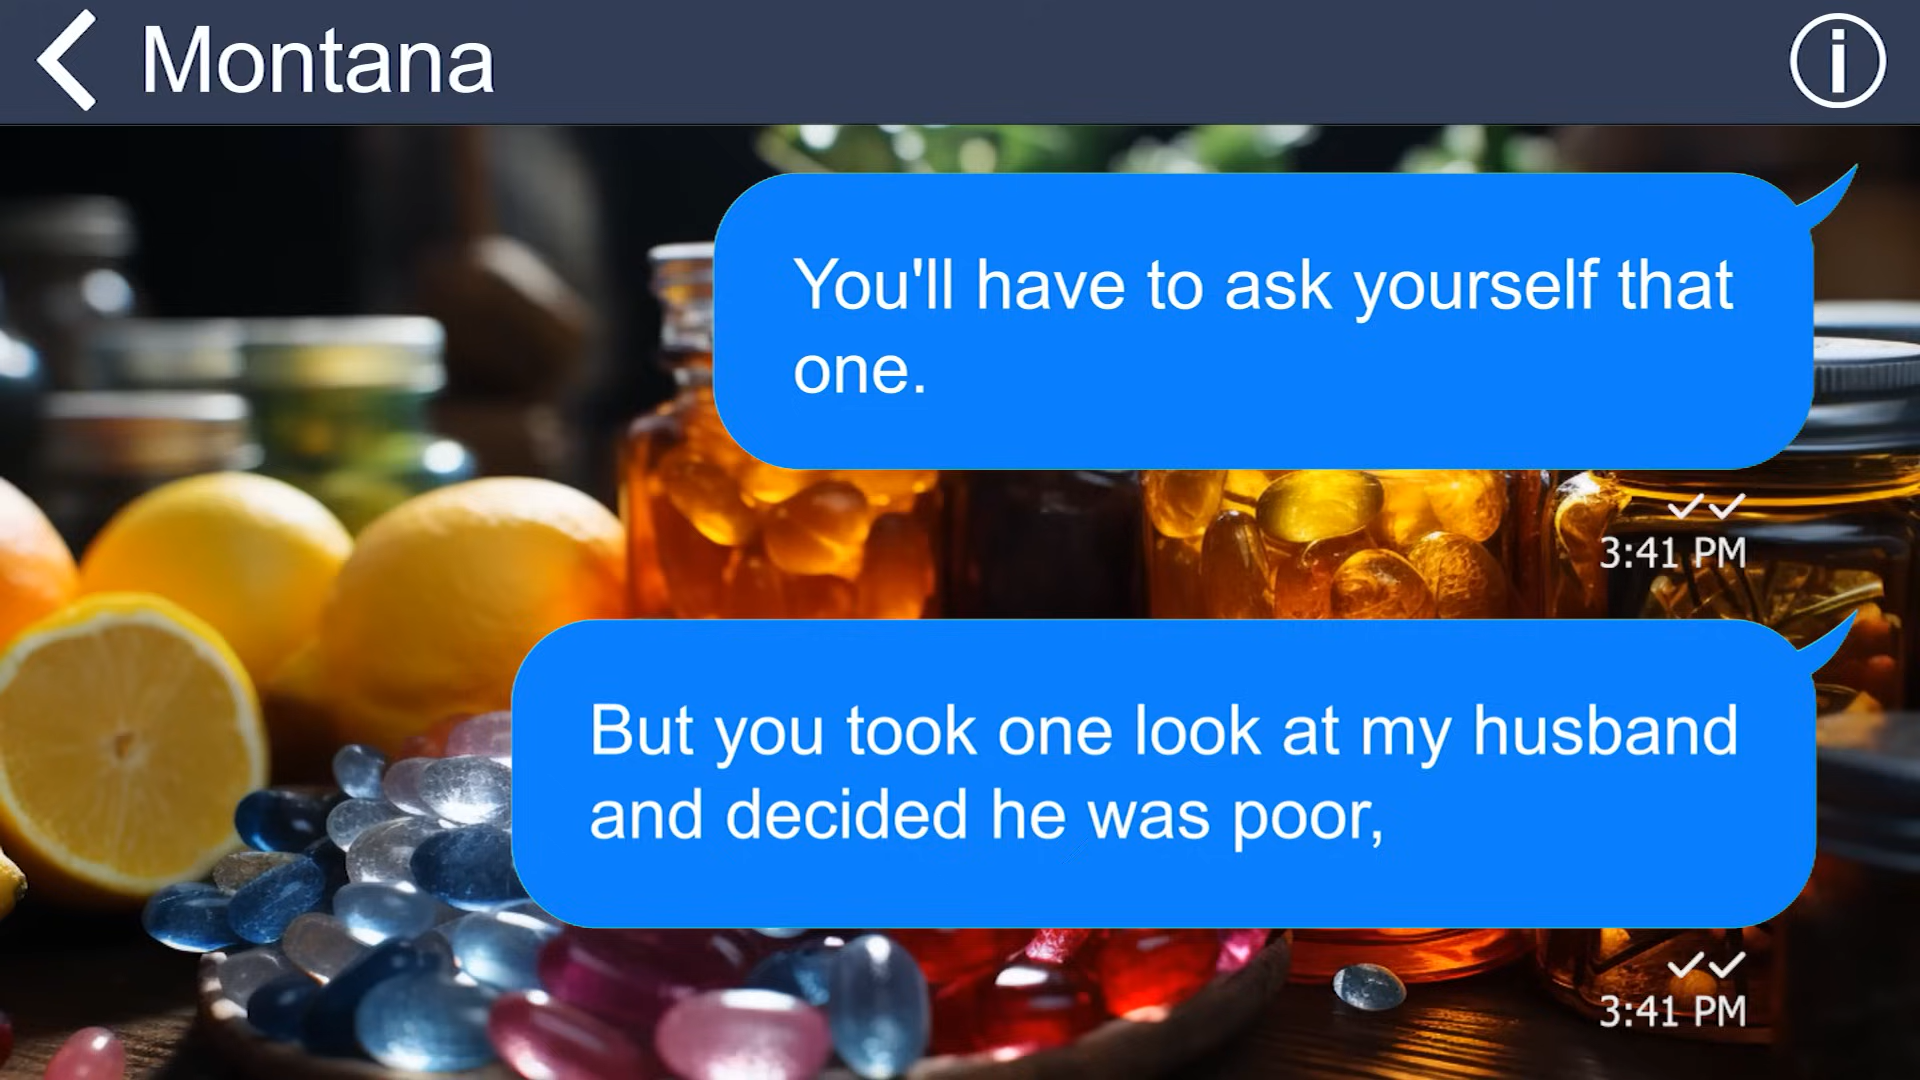 Montana
You'll have to ask yourself that
one.
3:41 PM
But you took one look at my husband
and decided he was poor,
3:41 PM